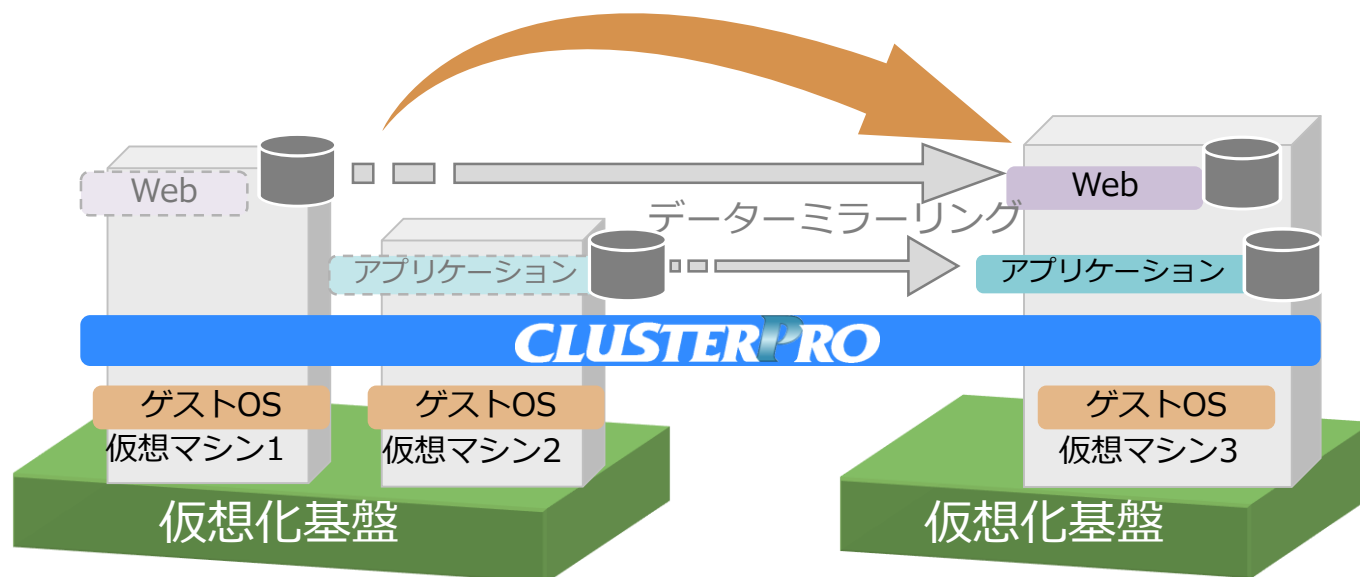 Web
Web
データーミラーリング
アプリケーション
アプリケーション
CLUSTERPRO
ゲストOS
ゲストOS
ゲストOS
仮想マシン1
仮想マシン2
仮想マシン3
仮想化基盤
仮想化基盤